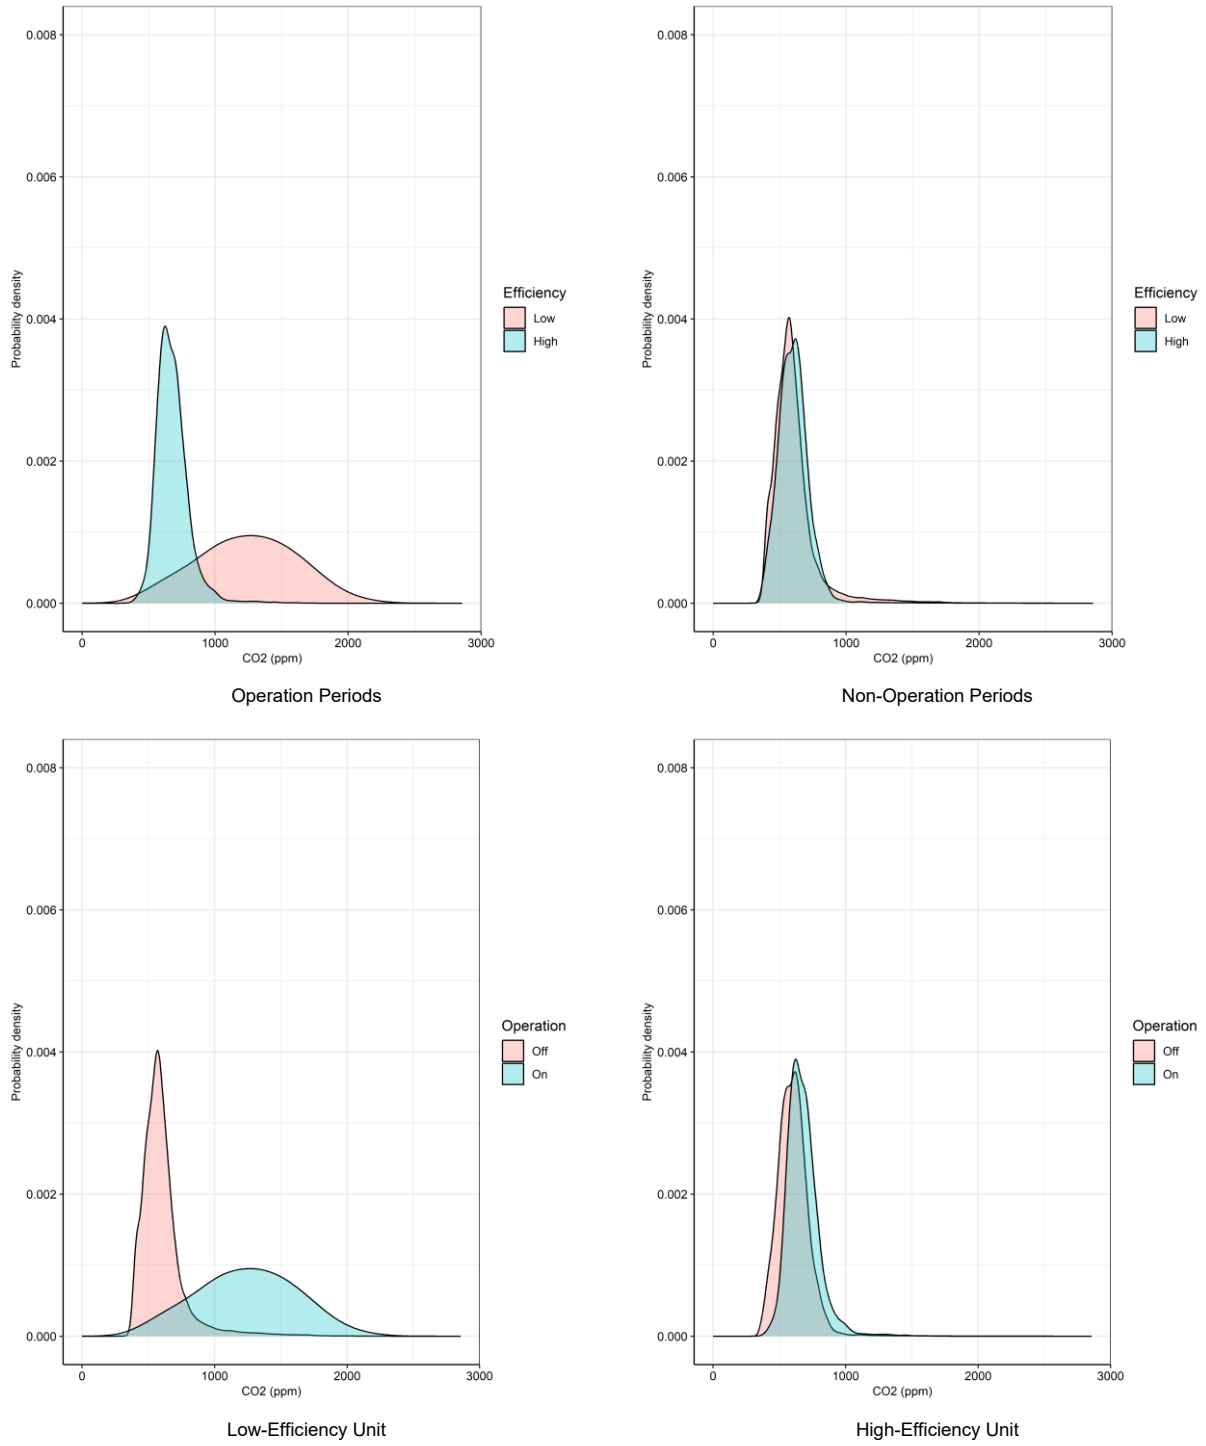 0.008
0.006
0.004
0.002
0.000
Probability density
0
1000
2000
3000
CO2 (ppm)
Efficiency
Low
High
Operation Periods
0.008
0.006
0.004
0.002
0.000
Probability density
0
1000
2000
3000
CO2 (ppm)
Efficiency
Low
High
Non-Operation Periods
0.008
0.006
0.004
0.002
0.000
Probability density
0
1000
2000
3000
CO2 (ppm)
Operation
Off
On
Low-Efficiency Unit
0.008
0.006
0.004
0.002
0.000
Probability density
0
1000
2000
3000
CO2 (ppm)
Operation
Off
On
High-Efficiency Unit